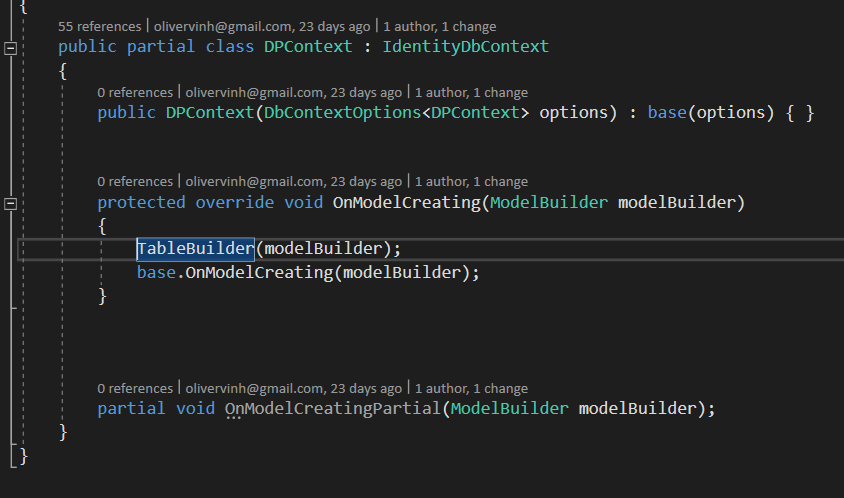 {
55 references | olivervinh@gmail.com, 23 days ago | 1 author, 1 change
public partial class DPContext : IdentityDbContext
{
0 references | olivervinh@gmail.com, 23 days ago | 1 author, 1 change
public DPContext(DbContextOptions<DPContext> options) : base(options) { }
0 references | olivervinh@gmail.com, 23 days ago | 1 author, 1 change
protected override void OnModelCreating(ModelBuilder modelBuilder)
{
TableBuilder(modelBuilder);
base.OnModelCreating(modelBuilder);
}
0 references | olivervinh@gmail.com, 23 days ago | 1 author, 1 change
partial void OnModelCreatingPartial(ModelBuilder modelBuilder);
}
}